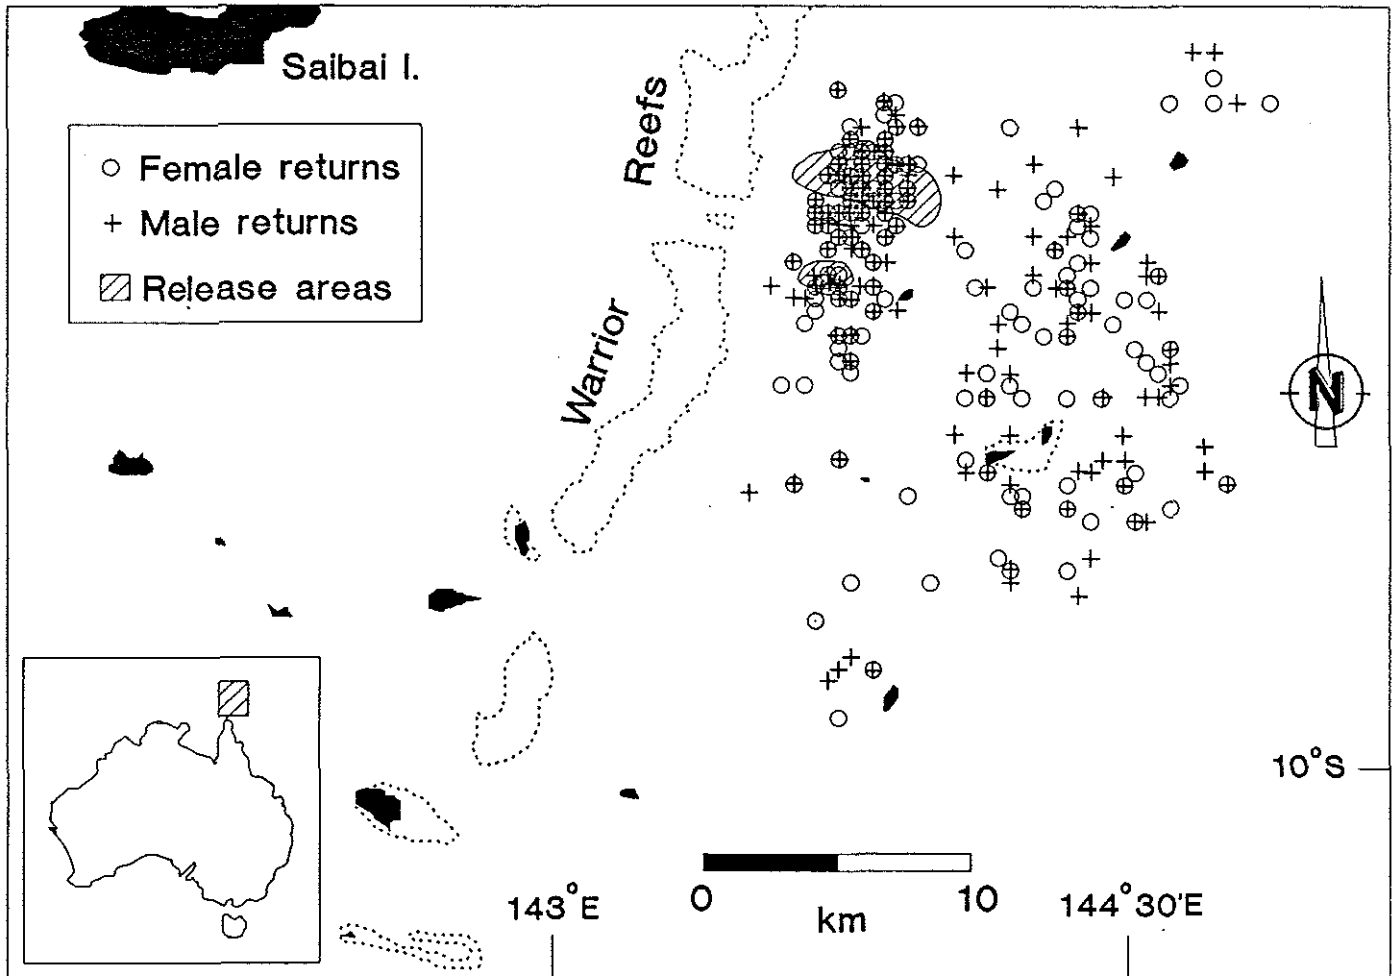 Saibai I.
Reefs
Female returns
Male returns
Release areas
Warrior
N
10°S
0 10
km
143°E
144°30'E